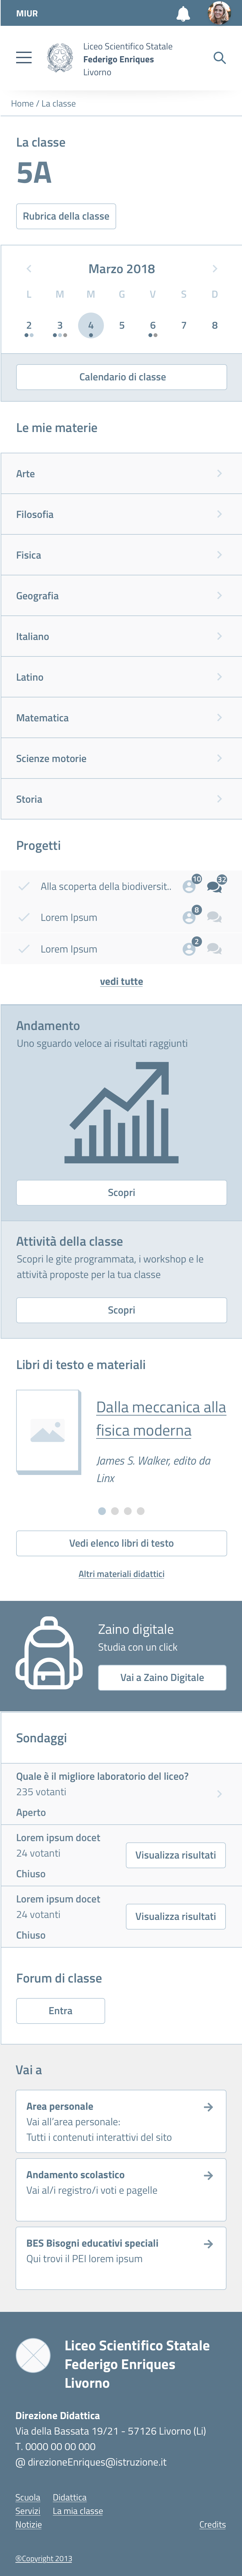 MIUR
Liceo Scientifico Statale
Federigo Enriques
Livorno
Home / La classe
La classe
5A
Rubrica della classe
Marzo 2018
L M M G V S D
2 3 4 5 6 7 8
Calendario di classe
Le mie materie
Arte
Filosofia
Fisica
Geografia
Italiano
Latino
Matematica
Scienze motorie
Storia
Progetti
Alla scoperta della biodiversit.. 10 32
Lorem Ipsum 8
Lorem Ipsum 2
vedi tutte
Andamento
Uno sguardo veloce ai risultati raggiunti
Scopri
Attività della classe
Scopri le gite programmata, i workshop e le
attività proposte per la tua classe
Scopri
Libri di testo e materiali
Dalla meccanica alla
fisica moderna
James S. Walker, edito da
Linx
Vedi elenco libri di testo
Altri materiali didattici
Zaino digitale
Studia con un click
Vai a Zaino Digitale
Sondaggi
Quale è il migliore laboratorio del liceo?
235 votanti
Aperto
Lorem ipsum docet
24 votanti
Visualizza risultati
Chiuso
Lorem ipsum docet
24 votanti
Visualizza risultati
Chiuso
Forum di classe
Entra
Vai a
Area personale
Vai all'area personale:
Tutti i contenuti interattivi del sito
Andamento scolastico
Vai al/i registro/i voti e pagelle
BES Bisogni educativi speciali
Qui trovi il PEI lorem ipsum
Liceo Scientifico Statale
Federigo Enriques
Livorno
Direzione Didattica
Via della Bassata 19/21 - 57126 Livorno (Li)
T. 0000 00 00 000
@ direzioneEnriques@istruzione.it
Scuola Didattica
Servizi La mia classe
Notizie Credits
®Copyright 2013